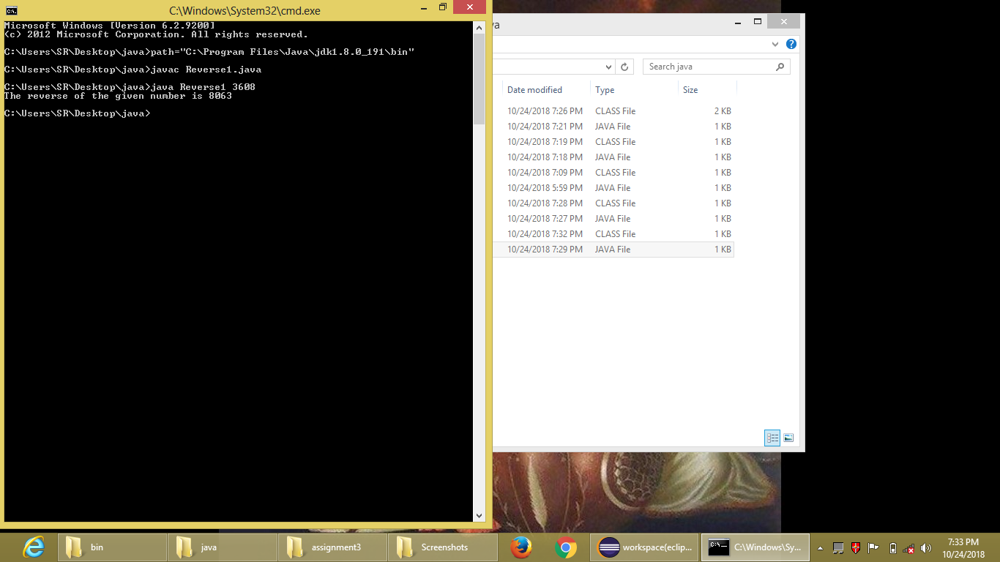 C:\Windows\System32\cmd.exe
Microsoft Windows [Version 6.2.9200]
(c) 2012 Microsoft Corporation. All rights reserved.
C:\Users\SR\Desktop\java>path="C:\Program Files\Java\jdk1.8.0_191\bin"
C:\Users\SR\Desktop\java>javac Reverse1.java
C:\Users\SR\Desktop\java>java Reverse1 3608
The reverse of the given number is 8063
C:\Users\SR\Desktop\java>
va
Search java
Date modified Type Size
10/24/2018 7:26 PM CLASS File 2 KB
10/24/2018 7:21 PM JAVA File 1 KB
10/24/2018 7:19 PM CLASS File 1 KB
10/24/2018 7:18 PM JAVA File 1 KB
10/24/2018 7:09 PM CLASS File 1 KB
10/24/2018 5:59 PM JAVA File 1 KB
10/24/2018 7:28 PM CLASS File 1 KB
10/24/2018 7:27 PM JAVA File 1 KB
10/24/2018 7:32 PM CLASS File 1 KB
10/24/2018 7:29 PM JAVA File 1 KB
bin java assignment3 Screenshots workspace(eclip... C:\Windows\Sy... 7:33 PM
10/24/2018